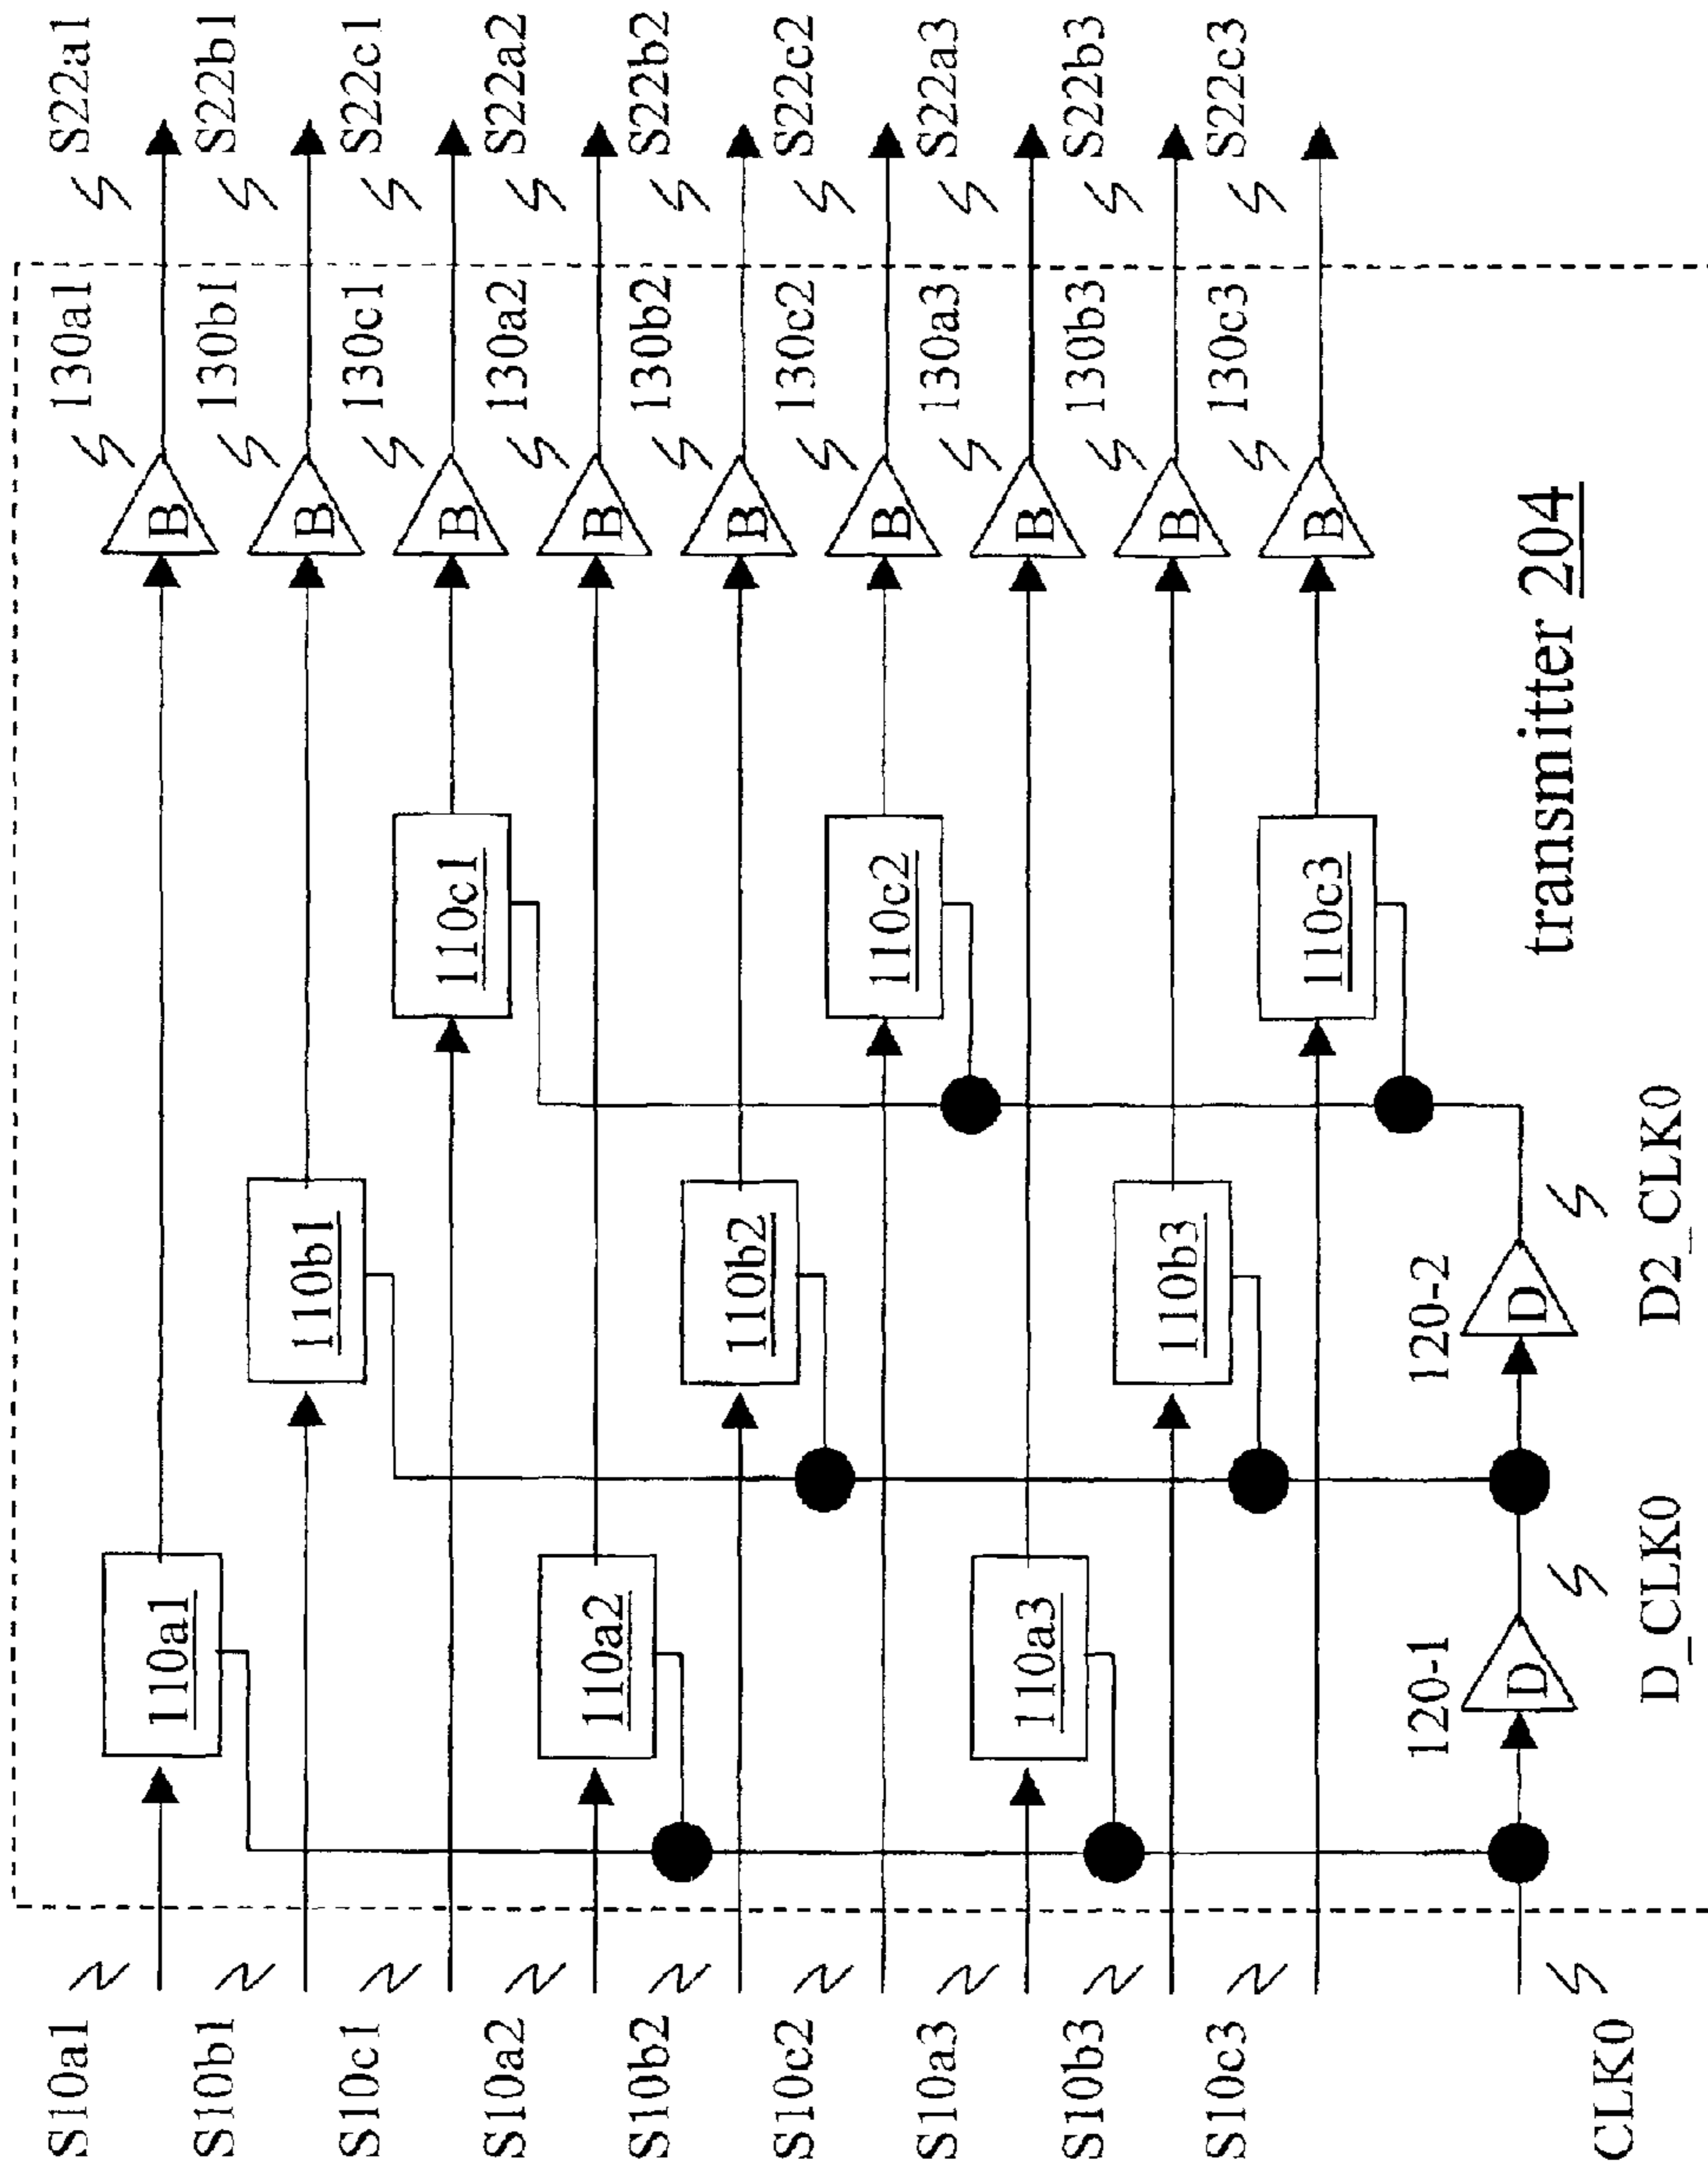 S10a1
S10b1
S10c1
S10a2
S10b2
S10c2
S10a3
S10b3
S10c3
CLK0
110a1
110b1
110c1
110a2
110b2
110c2
110a3
110b3
110c3
120-1
D
D_CLK0
120-2
D
D2_CLK0
B
B
B
B
B
B
B
B
B
130a1
130b1
130c1
130a2
130b2
130c2
130a3
130b3
130c3
S22a1
S22b1
S22c1
S22a2
S22b2
S22c2
S22a3
S22b3
S22c3
transmitter 204